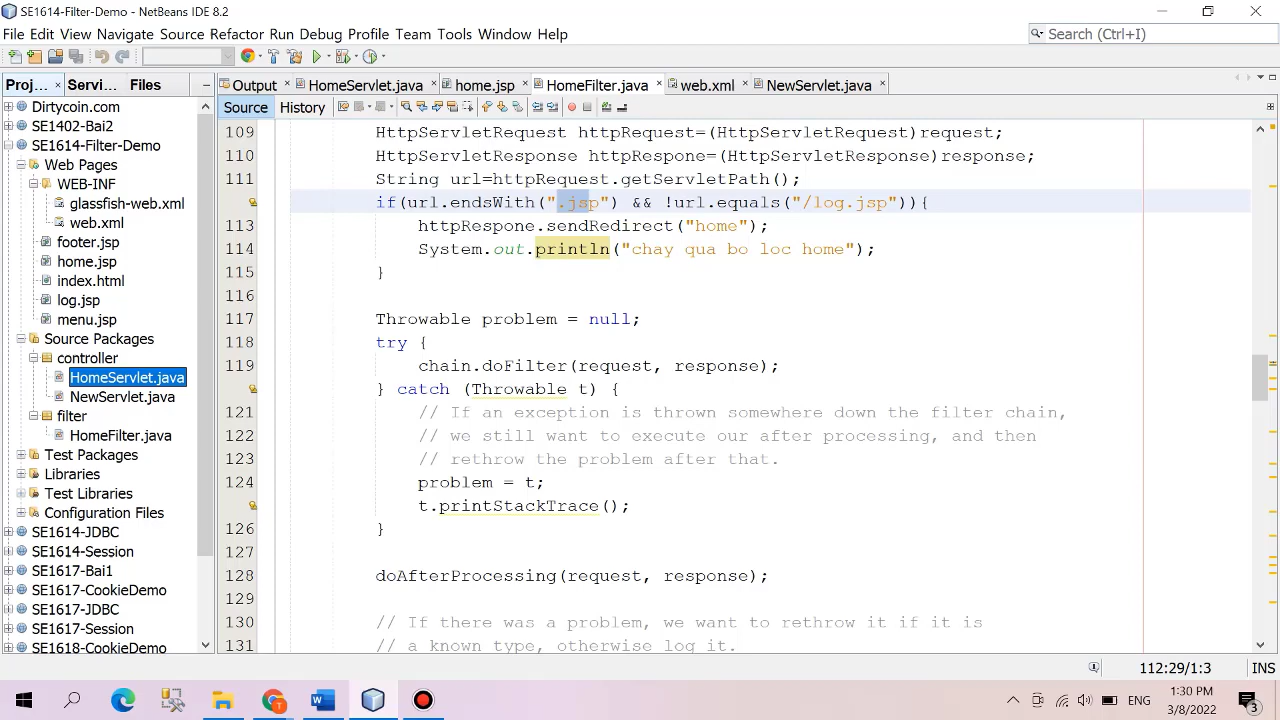 SE1614-Filter-Demo - NetBeans IDE 8.2
File Edit View Navigate Source Refactor Run Debug Profile Team Tools Window Help
Search (Ctrl+I)
Proj... × Servi... Files
Output × HomeServlet.java × home.jsp × HomeFilter.java × web.xml × NewServlet.java ×
Source History
Dirtycoin.com
SE1402-Bai2
SE1614-Filter-Demo
Web Pages
WEB-INF
glassfish-web.xml
web.xml
footer.jsp
home.jsp
index.html
log.jsp
menu.jsp
Source Packages
controller
HomeServlet.java
NewServlet.java
filter
HomeFilter.java
Test Packages
Libraries
Test Libraries
Configuration Files
SE1614-JDBC
SE1614-Session
SE1617-Bai1
SE1617-CookieDemo
SE1617-JDBC
SE1617-Session
SE1618-CookieDemo
109 HttpServletRequest httpRequest=(HttpServletRequest)request;
110 HttpServletResponse httpRespone=(HttpServletResponse)response;
111 String url=httpRequest.getServletPath();
if(url.endsWith(".jsp") && !url.equals("/log.jsp")){
113 httpRespone.sendRedirect("home");
114 System.out.println("chay qua bo loc home");
115 }
116
117 Throwable problem = null;
118 try {
119 chain.doFilter(request, response);
} catch (Throwable t) {
121 // If an exception is thrown somewhere down the filter chain,
122 // we still want to execute our after processing, and then
123 // rethrow the problem after that.
124 problem = t;
t.printStackTrace();
126 }
127
128 doAfterProcessing(request, response);
129
130 // If there was a problem, we want to rethrow it if it is
131 // a known type, otherwise log it.
112:29/1:3 INS
ENG
1:30 PM
3/8/2022
3